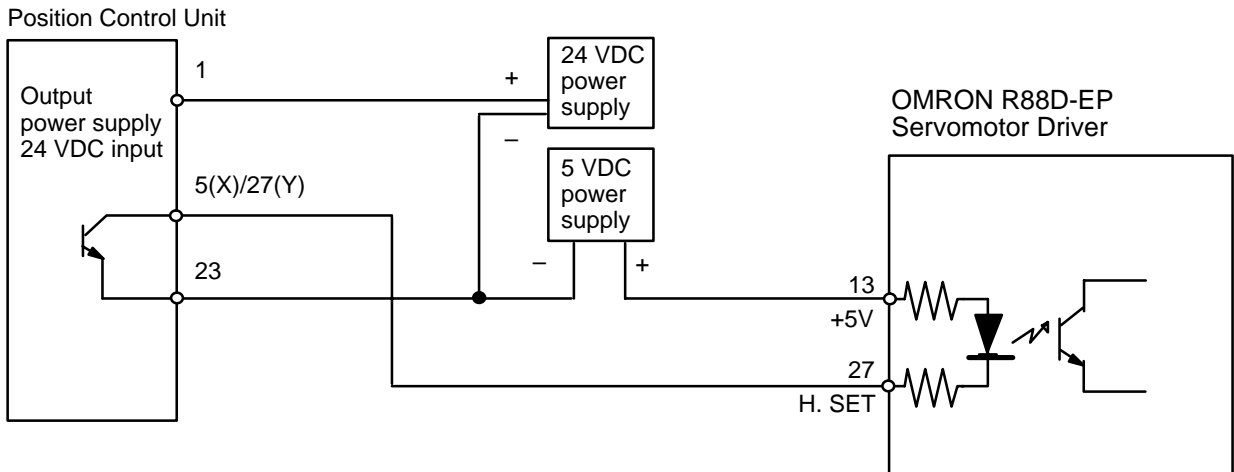 Position Control Unit
1
Output
power supply
24 VDC input
+
–
24 VDC
power
supply
OMRON R88D-EP
Servomotor Driver
5(X)/27(Y)
5 VDC
power
supply
23
–
+
13
+5V
27
H. SET